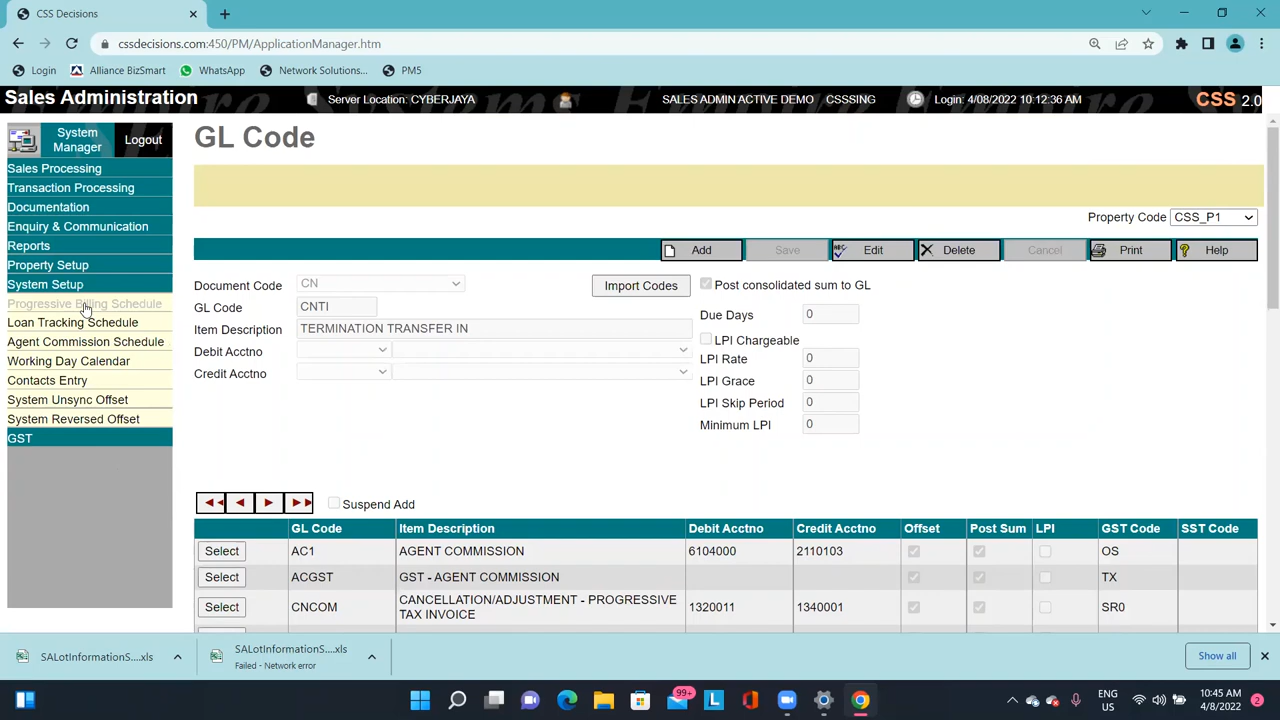 CSS Decisions
cssdecisions.com:450/PM/ApplicationManager.htm
Login
Alliance BizSmart
WhatsApp
Network Solutions...
PM5
Sales Administration
Server Location: CYBERJAYA
SALES ADMIN ACTIVE DEMO
CSSSING
Login: 4/08/2022 10:12:36 AM
CSS 2.0
System Manager
Logout
Sales Processing
Transaction Processing
Documentation
Enquiry & Communication
Reports
Property Setup
System Setup
Progressive Billing Schedule
Loan Tracking Schedule
Agent Commission Schedule
Working Day Calendar
Contacts Entry
System Unsync Offset
System Reversed Offset
GST
GL Code
Property Code CSS_P1
Add
Save
Edit
Delete
Cancel
Print
Help
Document Code CN
Import Codes
GL Code CNTI
Item Description TERMINATION TRANSFER IN
Debit Acctno
Credit Acctno
Post consolidated sum to GL
Due Days 0
LPI Chargeable
LPI Rate 0
LPI Grace 0
LPI Skip Period 0
Minimum LPI 0
Suspend Add
GL Code Item Description Debit Acctno Credit Acctno Offset Post Sum LPI GST Code SST Code
Select AC1 AGENT COMMISSION 6104000 2110103 OS
Select ACGST GST - AGENT COMMISSION TX
Select CNCOM CANCELLATION/ADJUSTMENT - PROGRESSIVE TAX INVOICE 1320011 1340001 SR0
SALotInformationS....xls
SALotInformationS....xls
Failed - Network error
Show all
99+
ENG
US
10:45 AM
4/8/2022
2